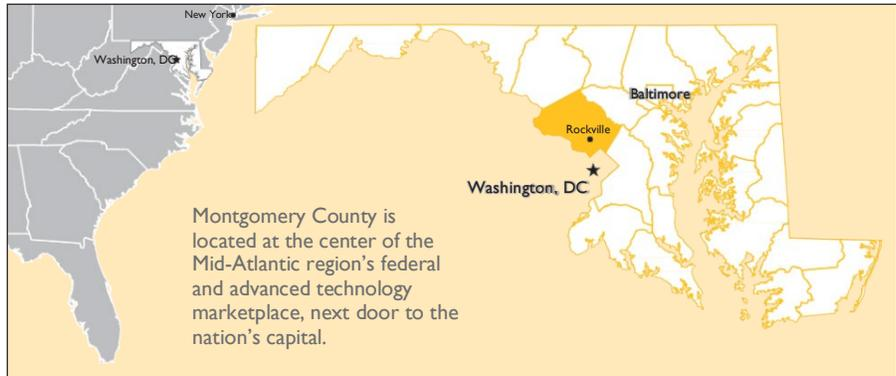 New York
Washington, DC
Baltimore
Rockville
Washington, DC
Montgomery County is
located at the center of the
Mid-Atlantic region’s federal
and advanced technology
marketplace, next door to the
nation’s capital.